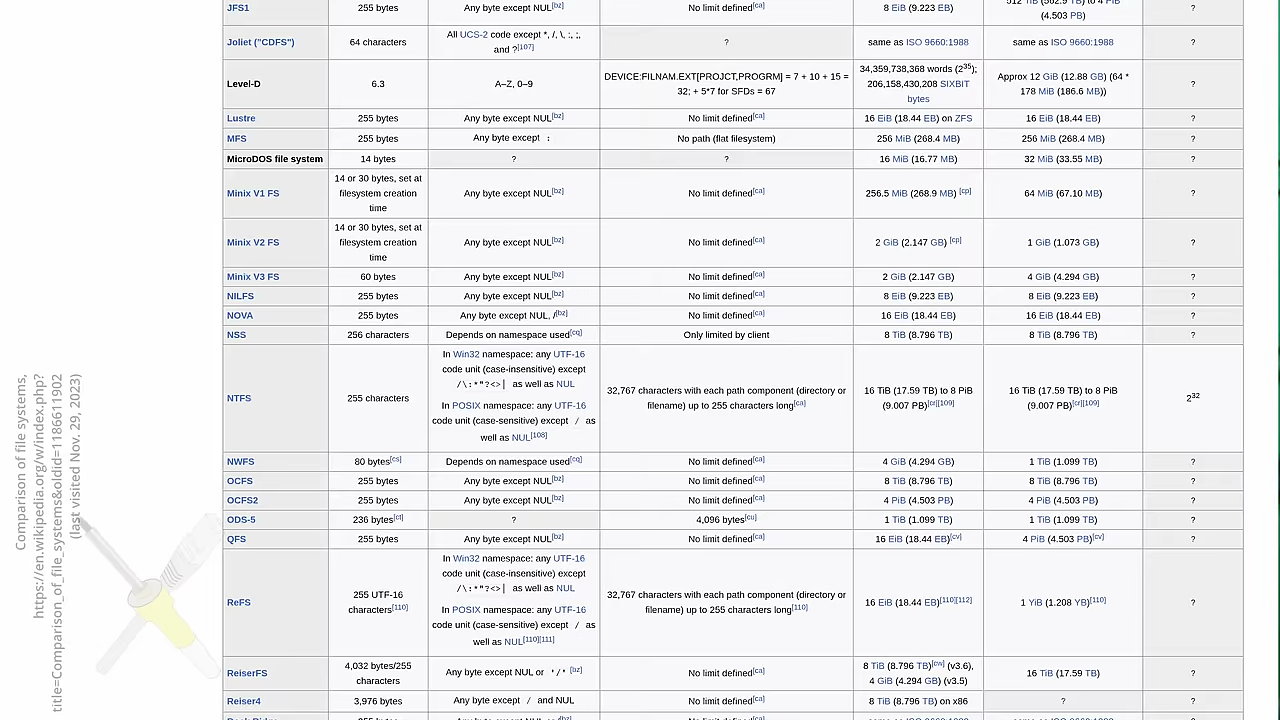 JFS1 255 bytes Any byte except NUL[bz] No limit defined[ca] 8 EiB (9.223 EB) 512 TiB (562.9 TB) to 4 PiB
(4.503 PB) ?
Joliet ("CDFS") 64 characters All UCS-2 code except *, /, \, :, ;,
and ?[107] ? same as ISO 9660:1988 same as ISO 9660:1988 ?
Level-D 6.3 A–Z, 0–9 DEVICE:FILNAM.EXT[PROJCT,PROGRM] = 7 + 10 + 15 =
32; + 5*7 for SFDs = 67 34,359,738,368 words (2^35);
206,158,430,208 SIXBIT
bytes Approx 12 GiB (12.88 GB) (64 *
178 MiB (186.6 MB)) ?
Lustre 255 bytes Any byte except NUL[bz] No limit defined[ca] 16 EiB (18.44 EB) on ZFS 16 EiB (18.44 EB) ?
MFS 255 bytes Any byte except : No path (flat filesystem) 256 MiB (268.4 MB) 256 MiB (268.4 MB) ?
MicroDOS file system 14 bytes ? ? 16 MiB (16.77 MB) 32 MiB (33.55 MB) ?
Minix V1 FS 14 or 30 bytes, set at
filesystem creation
time Any byte except NUL[bz] No limit defined[ca] 256.5 MiB (268.9 MB) [cp] 64 MiB (67.10 MB) ?
Minix V2 FS 14 or 30 bytes, set at
filesystem creation
time Any byte except NUL[bz] No limit defined[ca] 2 GiB (2.147 GB) [cp] 1 GiB (1.073 GB) ?
Minix V3 FS 60 bytes Any byte except NUL[bz] No limit defined[ca] 2 GiB (2.147 GB) 4 GiB (4.294 GB) ?
NILFS 255 bytes Any byte except NUL[bz] No limit defined[ca] 8 EiB (9.223 EB) 8 EiB (9.223 EB) ?
NOVA 255 bytes Any byte except NUL, /[bz] No limit defined[ca] 16 EiB (18.44 EB) 16 EiB (18.44 EB) ?
NSS 256 characters Depends on namespace used[cq] Only limited by client 8 TiB (8.796 TB) 8 TiB (8.796 TB) ?
NTFS 255 characters In Win32 namespace: any UTF-16
code unit (case-insensitive) except
/\:*"?<>| as well as NUL
In POSIX namespace: any UTF-16
code unit (case-sensitive) except / as
well as NUL[108] 32,767 characters with each path component (directory or
filename) up to 255 characters long[ca] 16 TiB (17.59 TB) to 8 PiB
(9.007 PB)[cr][109] 16 TiB (17.59 TB) to 8 PiB
(9.007 PB)[cr][109] 2^32
NWFS 80 bytes[cs] Depends on namespace used[cq] No limit defined[ca] 4 GiB (4.294 GB) 1 TiB (1.099 TB) ?
OCFS 255 bytes Any byte except NUL[bz] No limit defined[ca] 8 TiB (8.796 TB) 8 TiB (8.796 TB) ?
OCFS2 255 bytes Any byte except NUL[bz] No limit defined[ca] 4 PiB (4.503 PB) 4 PiB (4.503 PB) ?
ODS-5 236 bytes[ct] ? 4,096 bytes[cu] 1 TiB (1.099 TB) 1 TiB (1.099 TB) ?
QFS 255 bytes Any byte except NUL[bz] No limit defined[ca] 16 EiB (18.44 EB)[cv] 4 PiB (4.503 PB)[cv] ?
ReFS 255 UTF-16
characters[110] In Win32 namespace: any UTF-16
code unit (case-insensitive) except
/\:*"?<>| as well as NUL
In POSIX namespace: any UTF-16
code unit (case-sensitive) except / as
well as NUL[110][111] 32,767 characters with each path component (directory or
filename) up to 255 characters long[110] 16 EiB (18.44 EB)[110][112] 1 YiB (1.208 YB)[110] ?
ReiserFS 4,032 bytes/255
characters Any byte except NUL or '/' [bz] No limit defined[ca] 8 TiB (8.796 TB)[cw] (v3.6),
4 GiB (4.294 GB) (v3.5) 16 TiB (17.59 TB) ?
Reiser4 3,976 bytes Any byte except / and NUL No limit defined[ca] 8 TiB (8.796 TB) on x86 ? ?
Comparison of file systems,
https://en.wikipedia.org/w/index.php?
title=Comparison_of_file_systems&oldid=1186611902
(last visited Nov. 29, 2023)